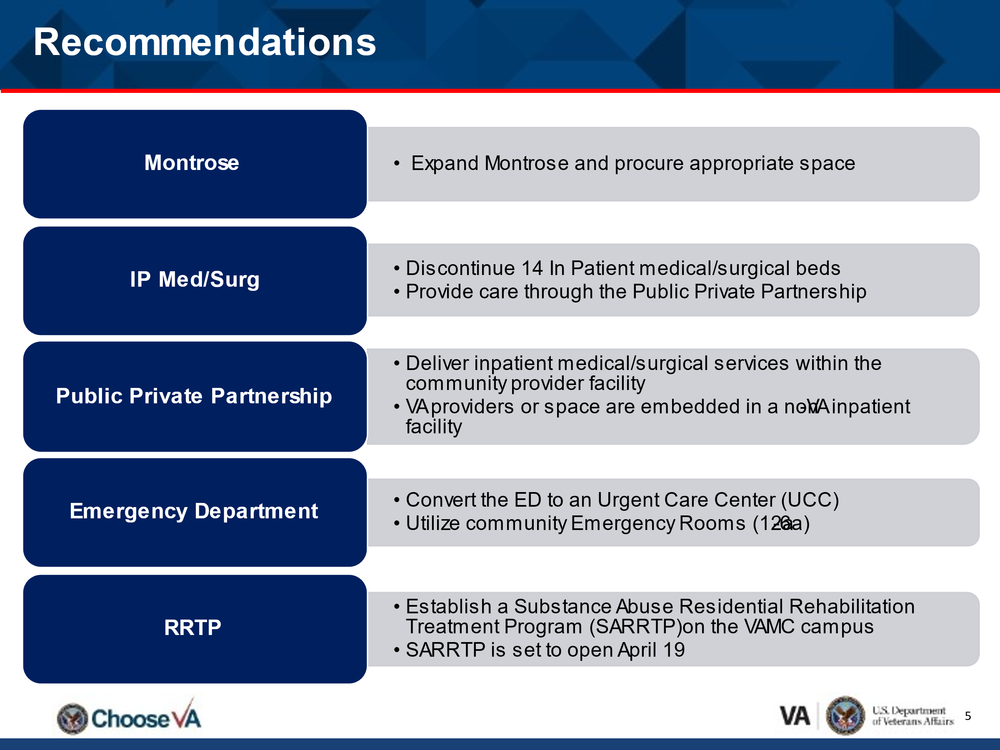 Recommendations
Montrose
• Expand Montrose and procure appropriate space
IP Med/Surg
• Discontinue 14 In Patient medical/surgical beds
• Provide care through the Public Private Partnership
Public Private Partnership
• Deliver inpatient medical/surgical services within the
community provider facility
• VA providers or space are embedded in a non-VA inpatient
facility
Emergency Department
• Convert the ED to an Urgent Care Center (UCC)
• Utilize community Emergency Rooms
RRTP
• Establish a Substance Abuse Residential Rehabilitation
Treatment Program (SARRTP)on the VAMC campus
• SARRTP is set to open April 19
Choose VA
VA
U.S. Department
of Veterans Affairs
5